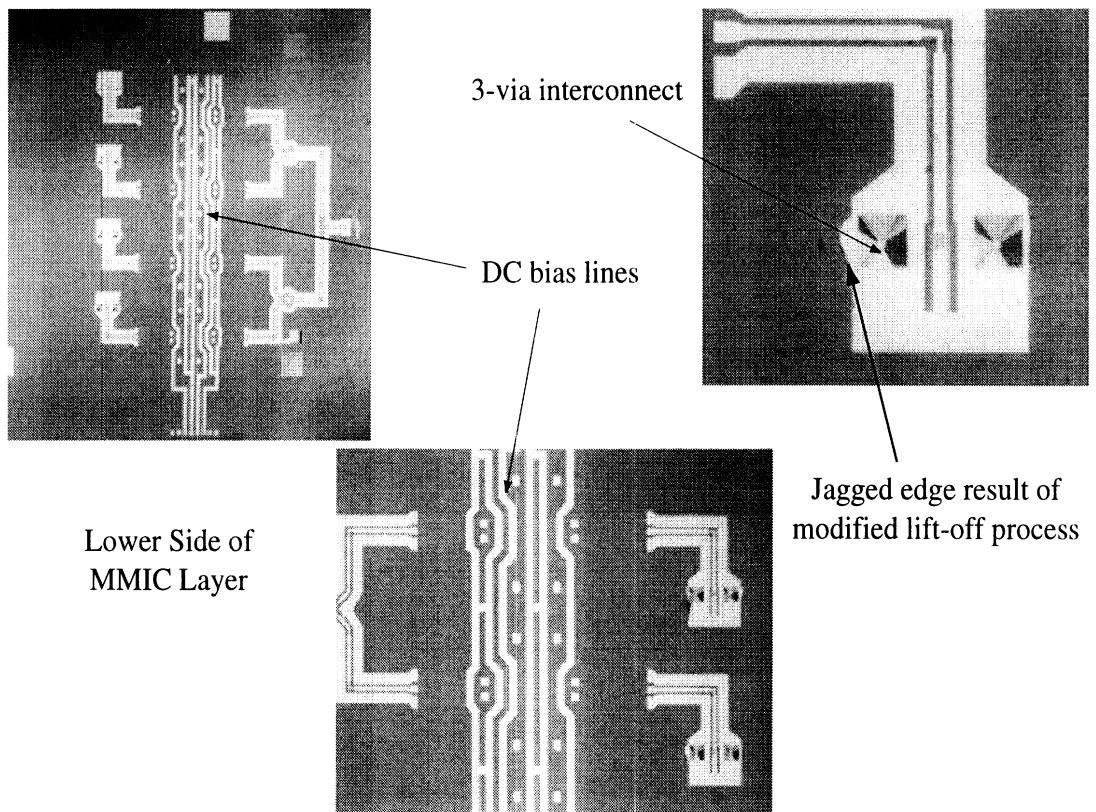 3-via interconnect
DC bias lines
Jagged edge result of
modified lift-off process
Lower Side of
MMIC Layer